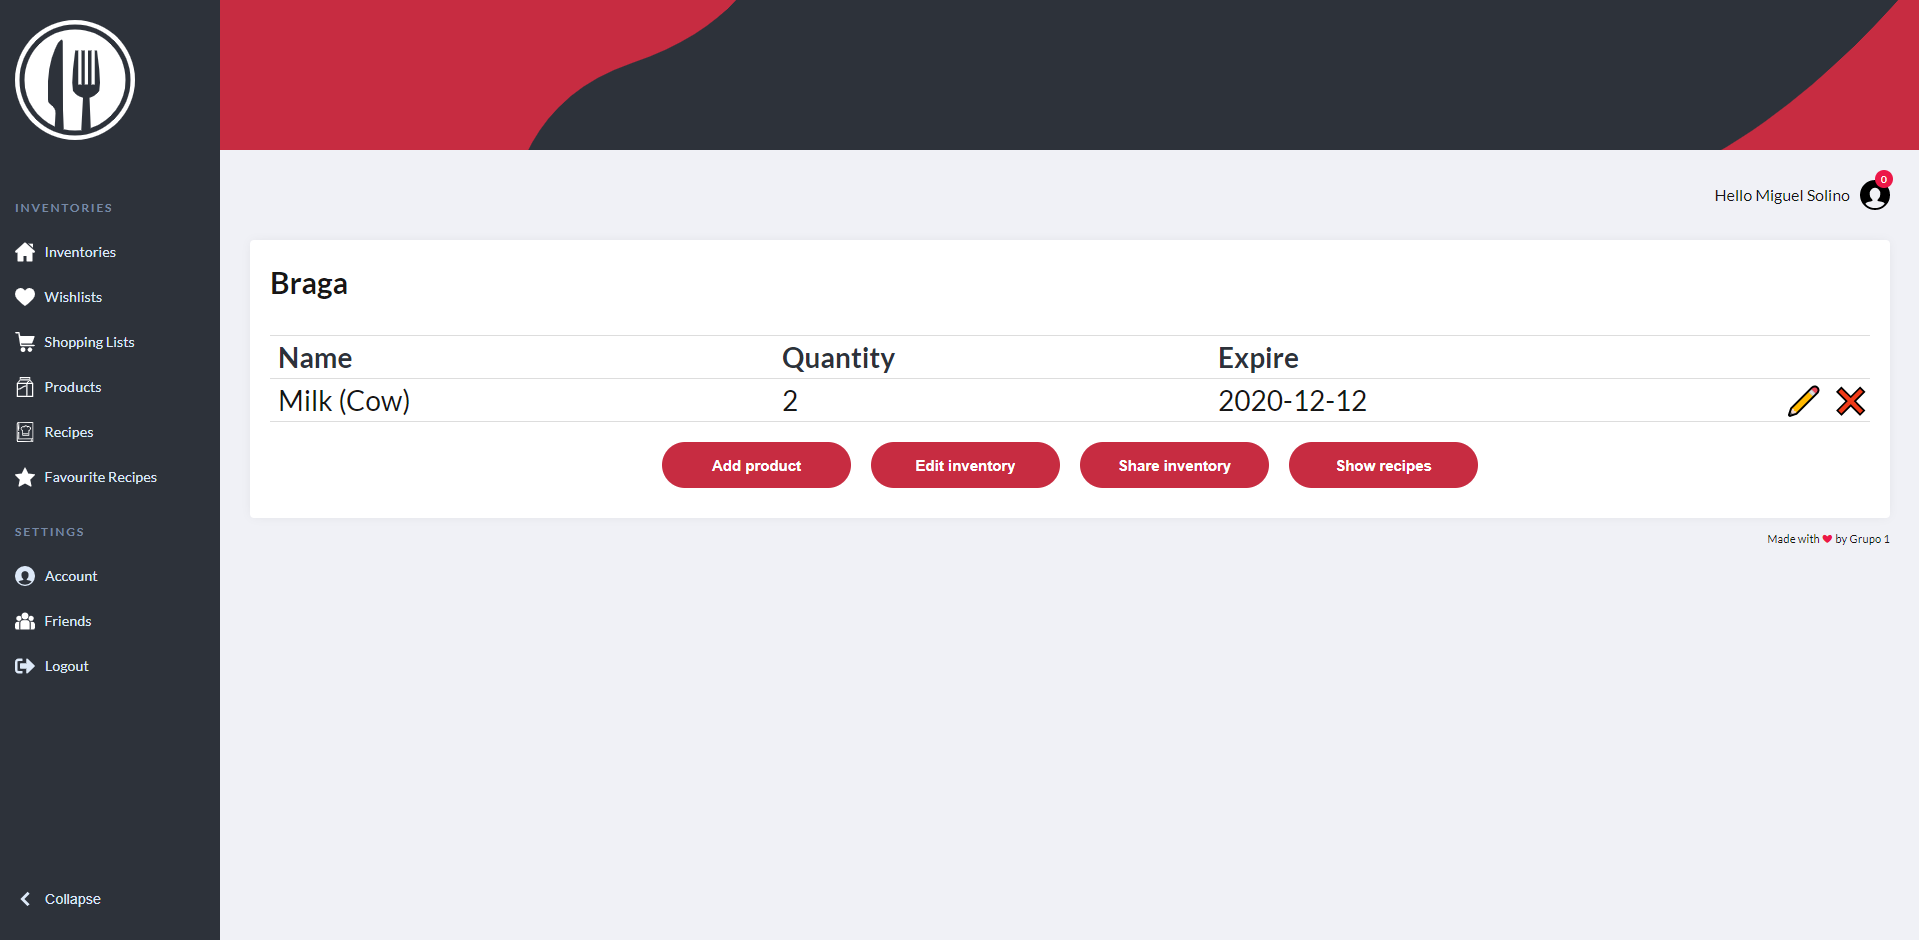 INVENTORIES
Inventories
Wishlists
Shopping Lists
Products
Recipes
Favourite Recipes
SETTINGS
Account
Friends
Logout
Collapse
0
Hello Miguel Solino
Braga
Name Quantity Expire
Milk (Cow) 2 2020-12-12
Add product Edit inventory Share inventory Show recipes
Made with ❤ by Grupo 1